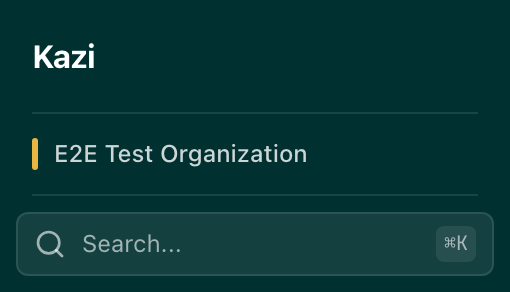 Kazi
E2E Test Organization
Search...
⌘K